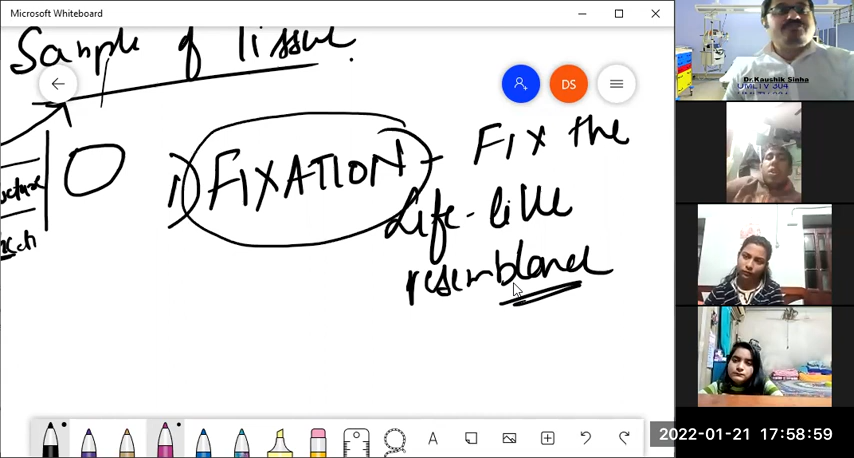 Microsoft Whiteboard
Sample of tissue.
1) FIXATION - Fix the
life-like
resemblance
DS
A
Dr.Kaushik Sinha
2022-01-21 17:58:59